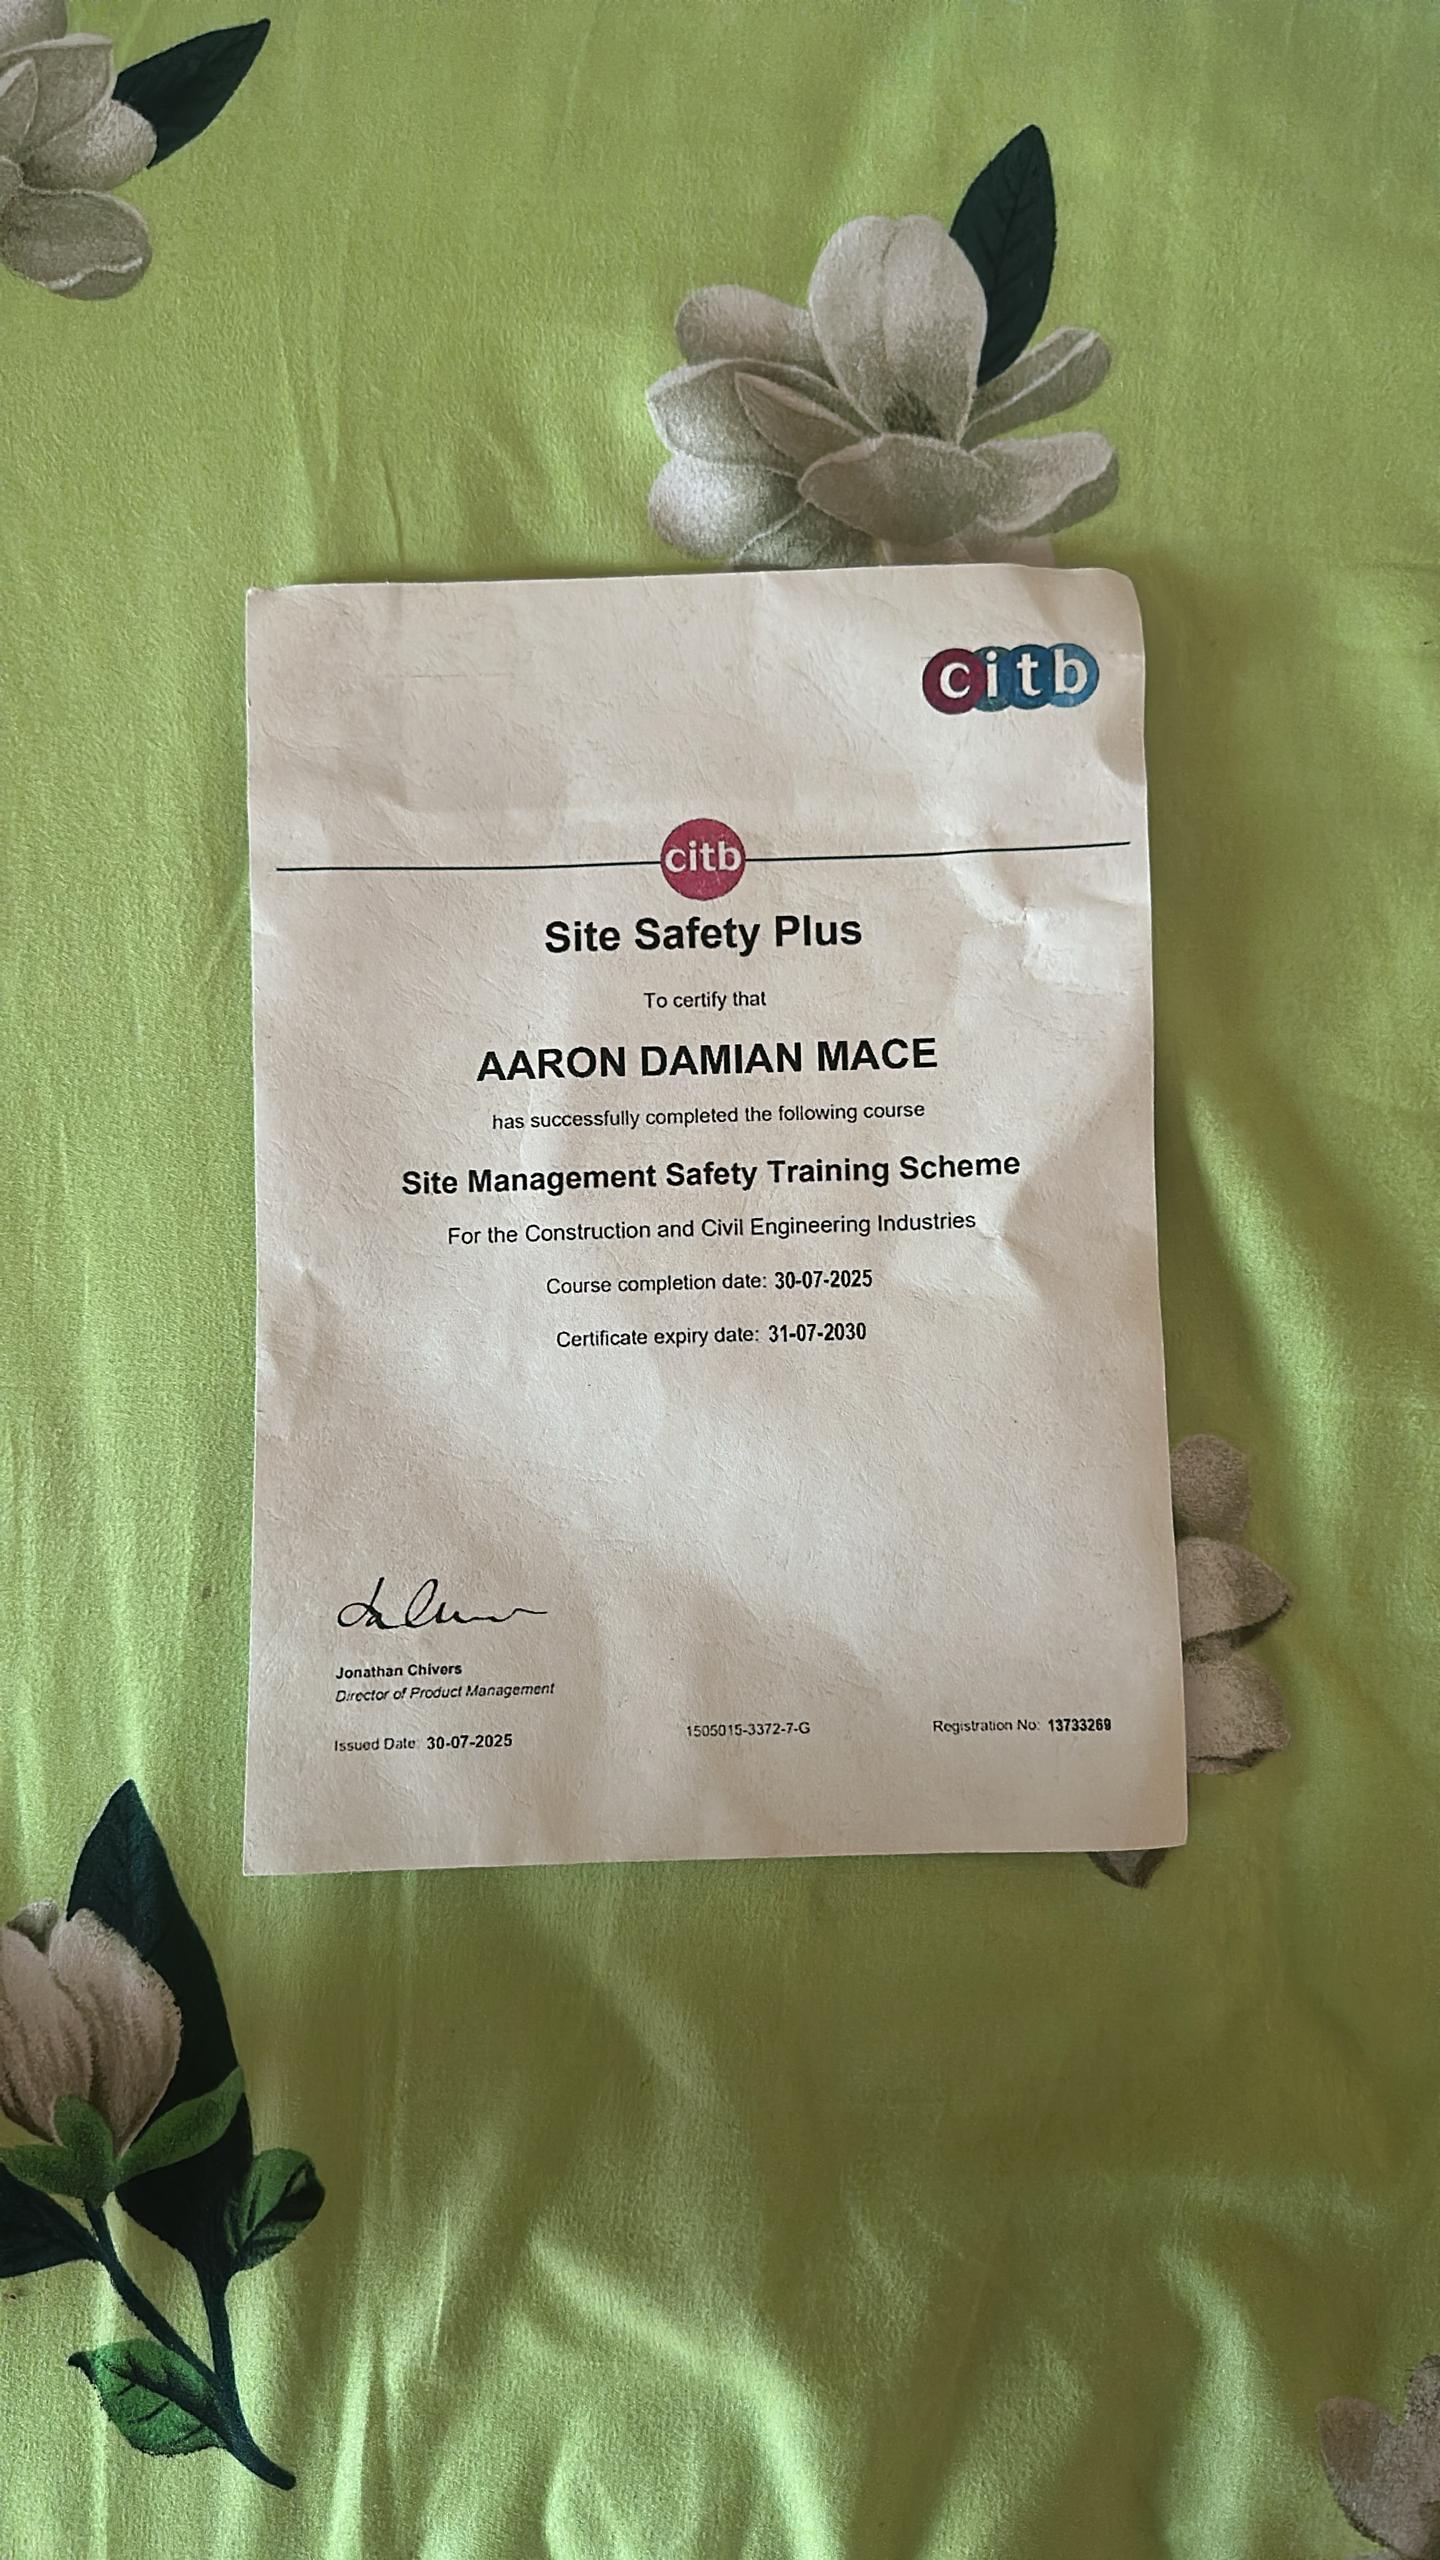 citb
citb
Site Safety Plus
To certify that
AARON DAMIAN MACE
has successfully completed the following course
Site Management Safety Training Scheme
For the Construction and Civil Engineering Industries
Course completion date: 30-07-2025
Certificate expiry date: 31-07-2030
Jonathan Chivers
Director of Product Management
Issued Date: 30-07-2025
1505015-3372-7-G
Registration No: 13733269